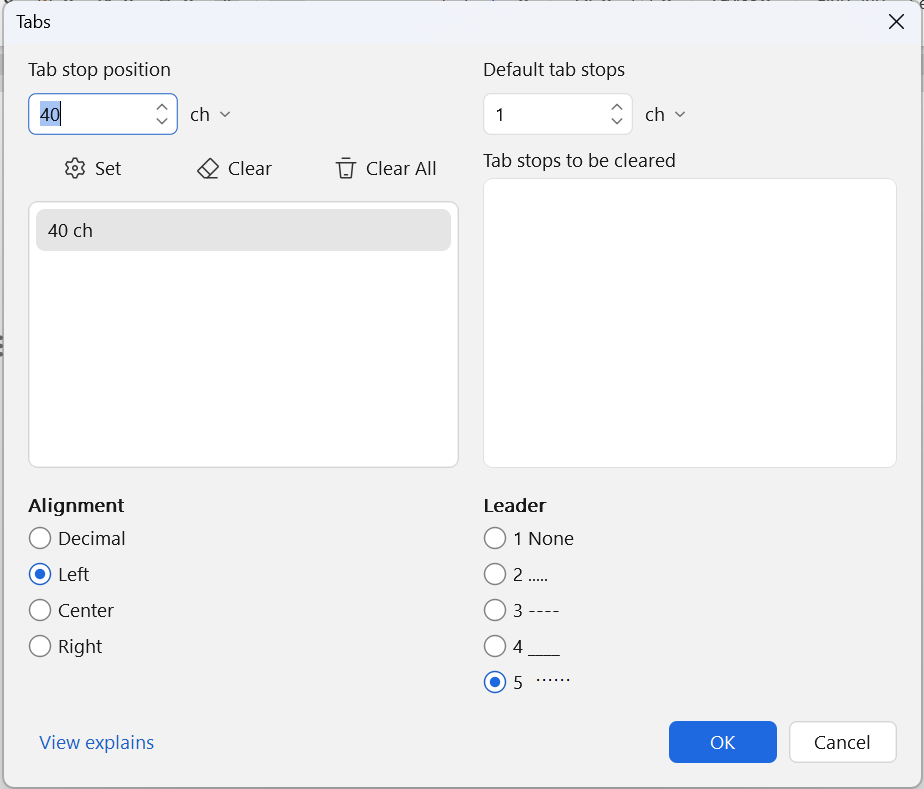 Tabs
Tab stop position
40 ch
Set Clear Clear All
40 ch
Default tab stops
1 ch
Tab stops to be cleared
Alignment
Decimal
Left
Center
Right
Leader
1 None
2 .....
3 ----
4 ____
5 ······
View explains
OK Cancel